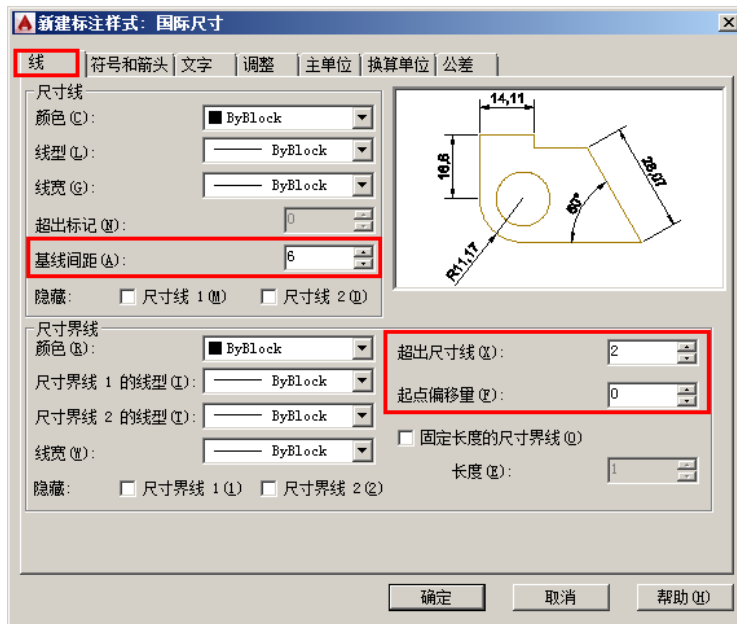 新建标注样式: 国际尺寸
线 符号和箭头 文字 调整 主单位 换算单位 公差
尺寸线
颜色(C): ByBlock
线型(L): ByBlock
线宽(G): ByBlock
超出标记(N): 0
基线间距(A): 6
隐藏: 尺寸线 1(M) 尺寸线 2(D)
14,11
16,6
28,07
60°
R11,17
尺寸界线
颜色(R): ByBlock
尺寸界线 1 的线型(I): ByBlock
尺寸界线 2 的线型(T): ByBlock
线宽(W): ByBlock
隐藏: 尺寸界线 1(1) 尺寸界线 2(2)
超出尺寸线(X): 2
起点偏移量(F): 0
固定长度的尺寸界线(O)
长度(E): 1
确定 取消 帮助(H)